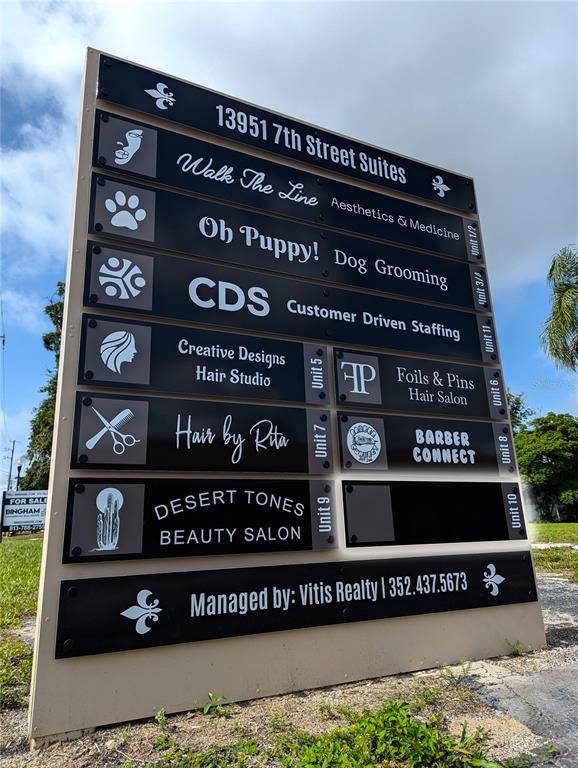 13951 7th Street Suites
Walk The Line Aesthetics & Medicine Unit 1/2
Oh Puppy! Dog Grooming Unit 3/4
CDS Customer Driven Staffing Unit 11
Creative Designs
Hair Studio
Unit 5
FP
Foils & Pins
Hair Salon
Unit 6
Hair by Rita Unit 7
BARBER
CONNECT
Unit 8
DESERT TONES
BEAUTY SALON
Unit 9
Unit 10
Managed by: Vitis Realty | 352.437.5673
FOR SALE
BINGHAM